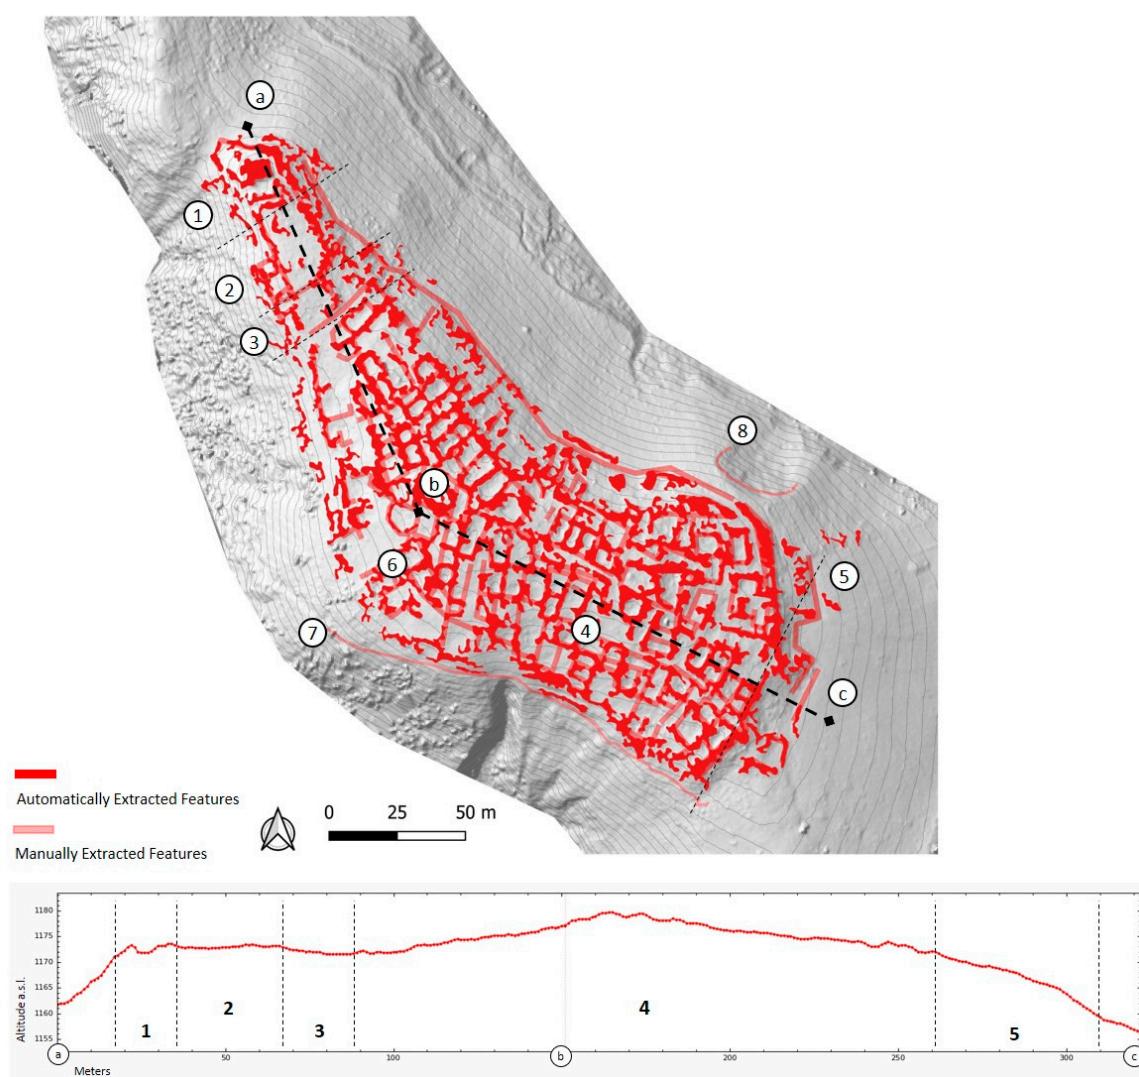 a
1
2
3
b
8
6
5
7
4
c
Automatically Extracted Features
Manually Extracted Features
0 25 50 m
1180
1175
1170
1165
1160
1155
Altitude a.s.l.
1 2 3 4 5
50 100 150 200 250 300
a b c
Meters